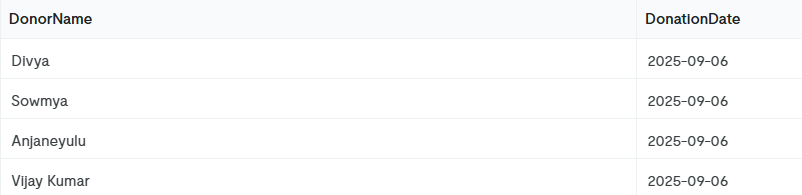 DonorName DonationDate
Divya 2025-09-06
Sowmya 2025-09-06
Anjaneyulu 2025-09-06
Vijay Kumar 2025-09-06